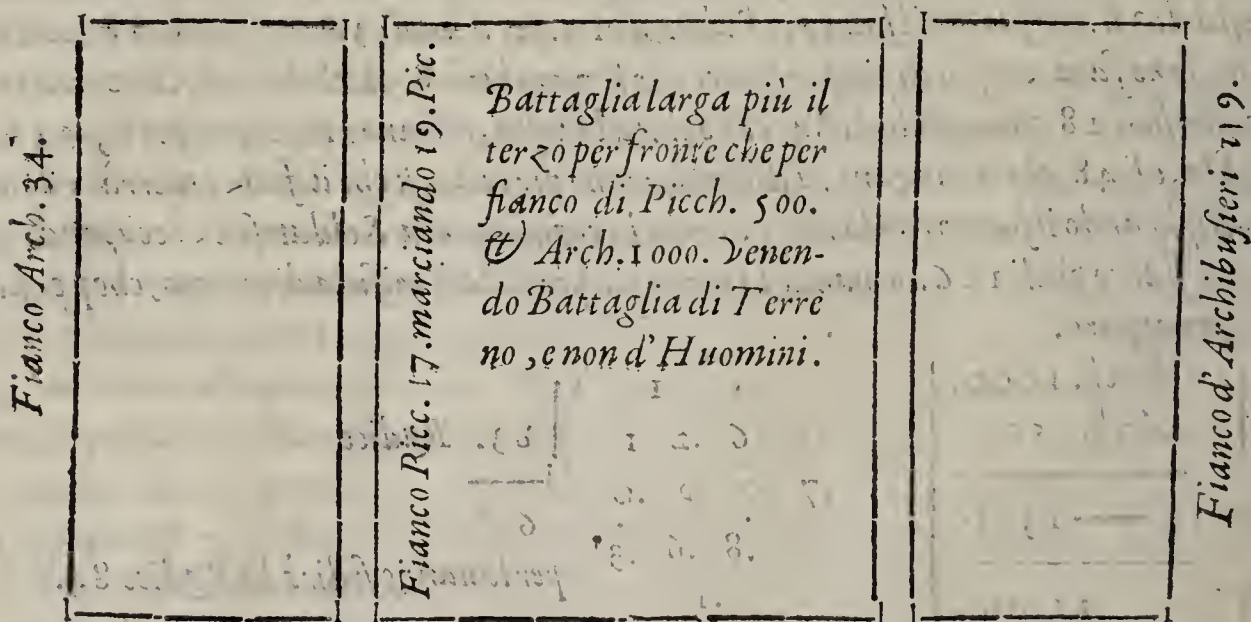 Fianco Arch. 34.
Fianco Ricc. 17. marciando 19. Pic.
Battaglia larga più il
terzo per fronte che per
fianco di Picch. 500.
& Arch. 1000. Venen-
do Battaglia di Terre
no, e non d'Huomini.
Fianco d'Archibusieri 119.